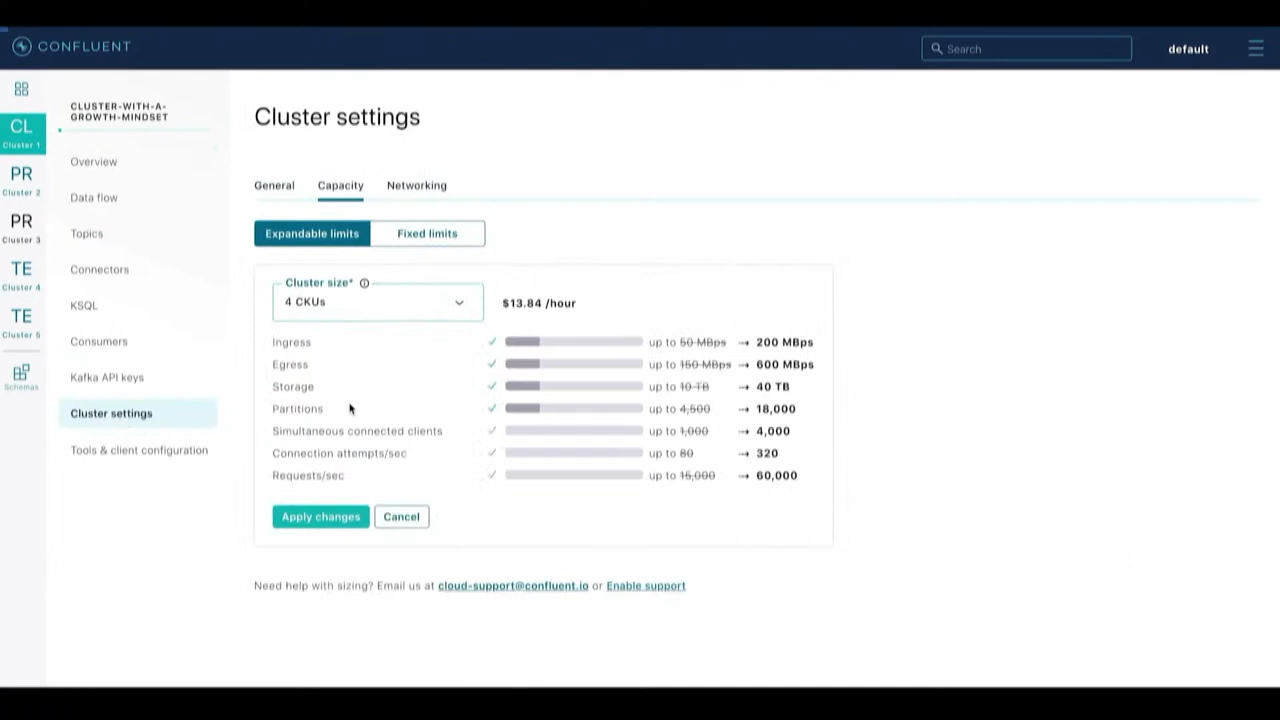 CONFLUENT
Search
default
CL
Cluster 1
PR
Cluster 2
PR
Cluster 3
TE
Cluster 4
TE
Cluster 5
Schemas
CLUSTER-WITH-A-
GROWTH-MINDSET
Overview
Data flow
Topics
Connectors
KSQL
Consumers
Kafka API keys
Cluster settings
Tools & client configuration
Cluster settings
General Capacity Networking
Expandable limits Fixed limits
Cluster size*
4 CKUs $13.84 /hour
Ingress up to 50 MBps → 200 MBps
Egress up to 150 MBps → 600 MBps
Storage up to 10 TB → 40 TB
Partitions up to 4,500 → 18,000
Simultaneous connected clients up to 1,000 → 4,000
Connection attempts/sec up to 80 → 320
Requests/sec up to 15,000 → 60,000
Apply changes Cancel
Need help with sizing? Email us at cloud-support@confluent.io or Enable support